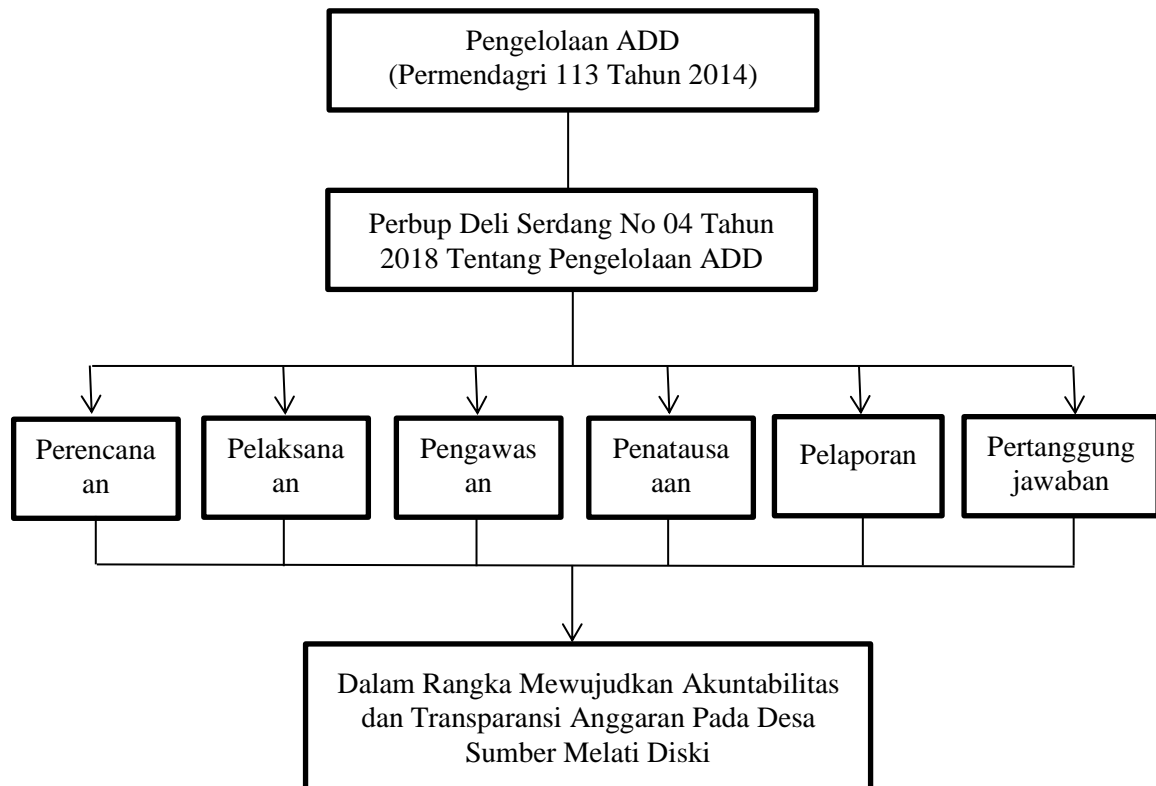 Pengelolaan ADD
(Permendagri 113 Tahun 2014)
Perbup Deli Serdang No 04 Tahun
2018 Tentang Pengelolaan ADD
Perencana
an
Pelaksana
an
Pengawas
an
Penatausa
aan
Pelaporan
Pertanggung
jawaban
Dalam Rangka Mewujudkan Akuntabilitas
dan Transparansi Anggaran Pada Desa
Sumber Melati Diski